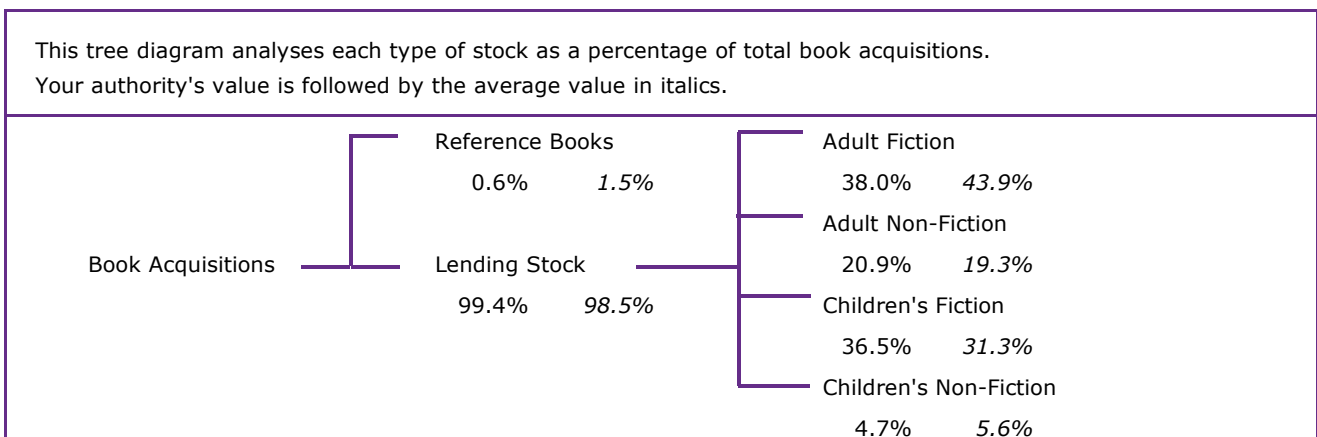 This tree diagram analyses each type of stock as a percentage of total book acquisitions.
Your authority's value is followed by the average value in italics.
Reference Books
0.6% 1.5%
Book Acquisitions
Lending Stock
99.4% 98.5%
Adult Fiction
38.0% 43.9%
Adult Non-Fiction
20.9% 19.3%
Children's Fiction
36.5% 31.3%
Children's Non-Fiction
4.7% 5.6%